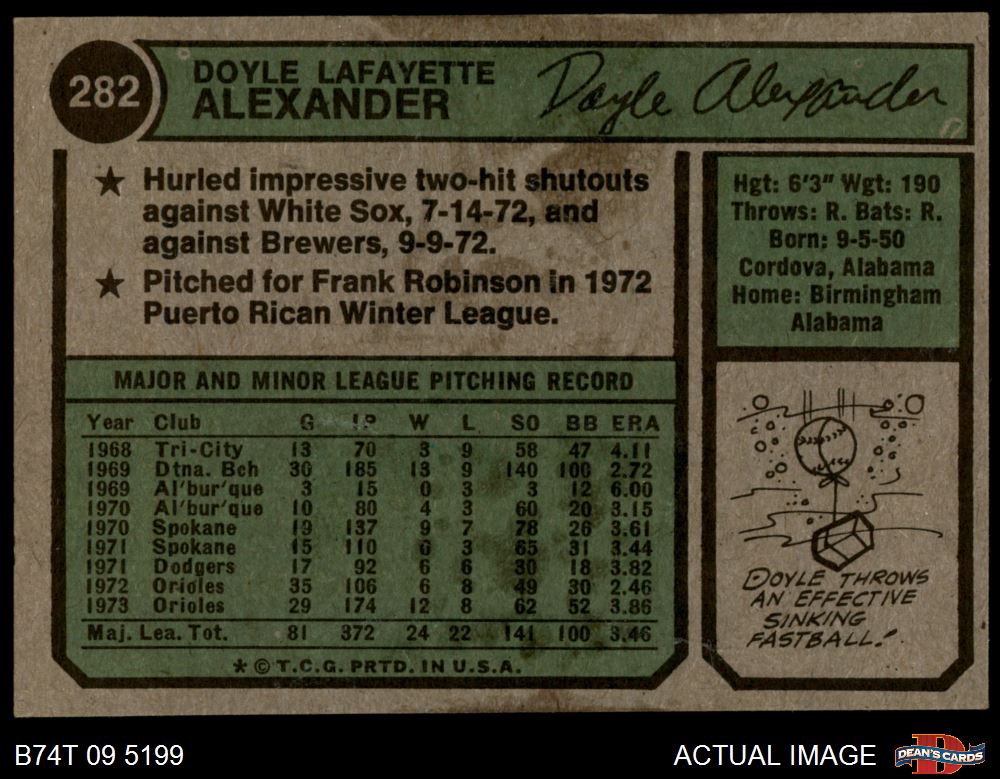 282
DOYLE LAFAYETTE
ALEXANDER
Doyle Alexander
★ Hurled impressive two-hit shutouts
against White Sox, 7-14-72, and
against Brewers, 9-9-72.
★ Pitched for Frank Robinson in 1972
Puerto Rican Winter League.
Hgt: 6'3" Wgt: 190
Throws: R. Bats: R.
Born: 9-5-50
Cordova, Alabama
Home: Birmingham
Alabama
MAJOR AND MINOR LEAGUE PITCHING RECORD
Year Club G IP W L SO BB ERA
1968 Tri-City 13 70 3 9 58 47 4.11
1969 Dtna. Bch 30 185 13 9 140 100 2.72
1969 Al'bur'que 3 15 0 3 3 12 6.00
1970 Al'bur'que 10 80 4 3 60 20 3.15
1970 Spokane 19 137 9 7 78 26 3.61
1971 Spokane 15 110 6 3 65 31 3.44
1971 Dodgers 17 92 6 6 30 18 3.82
1972 Orioles 35 106 6 8 49 30 2.46
1973 Orioles 29 174 12 8 62 52 3.86
Maj. Lea. Tot. 81 372 24 22 141 100 3.46
* © T.C.G. PRTD. IN U.S.A.
DOYLE THROWS
AN EFFECTIVE
SINKING
FASTBALL!
B74T 09 5199
ACTUAL IMAGE
DEAN'S CARDS